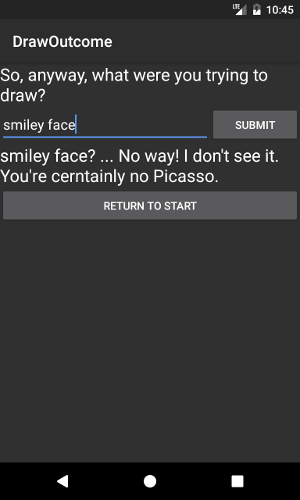 LTE 10:45
DrawOutcome
So, anyway, what were you trying to
draw?
smiley face
SUBMIT
smiley face? ... No way! I don't see it.
You're cerntainly no Picasso.
RETURN TO START